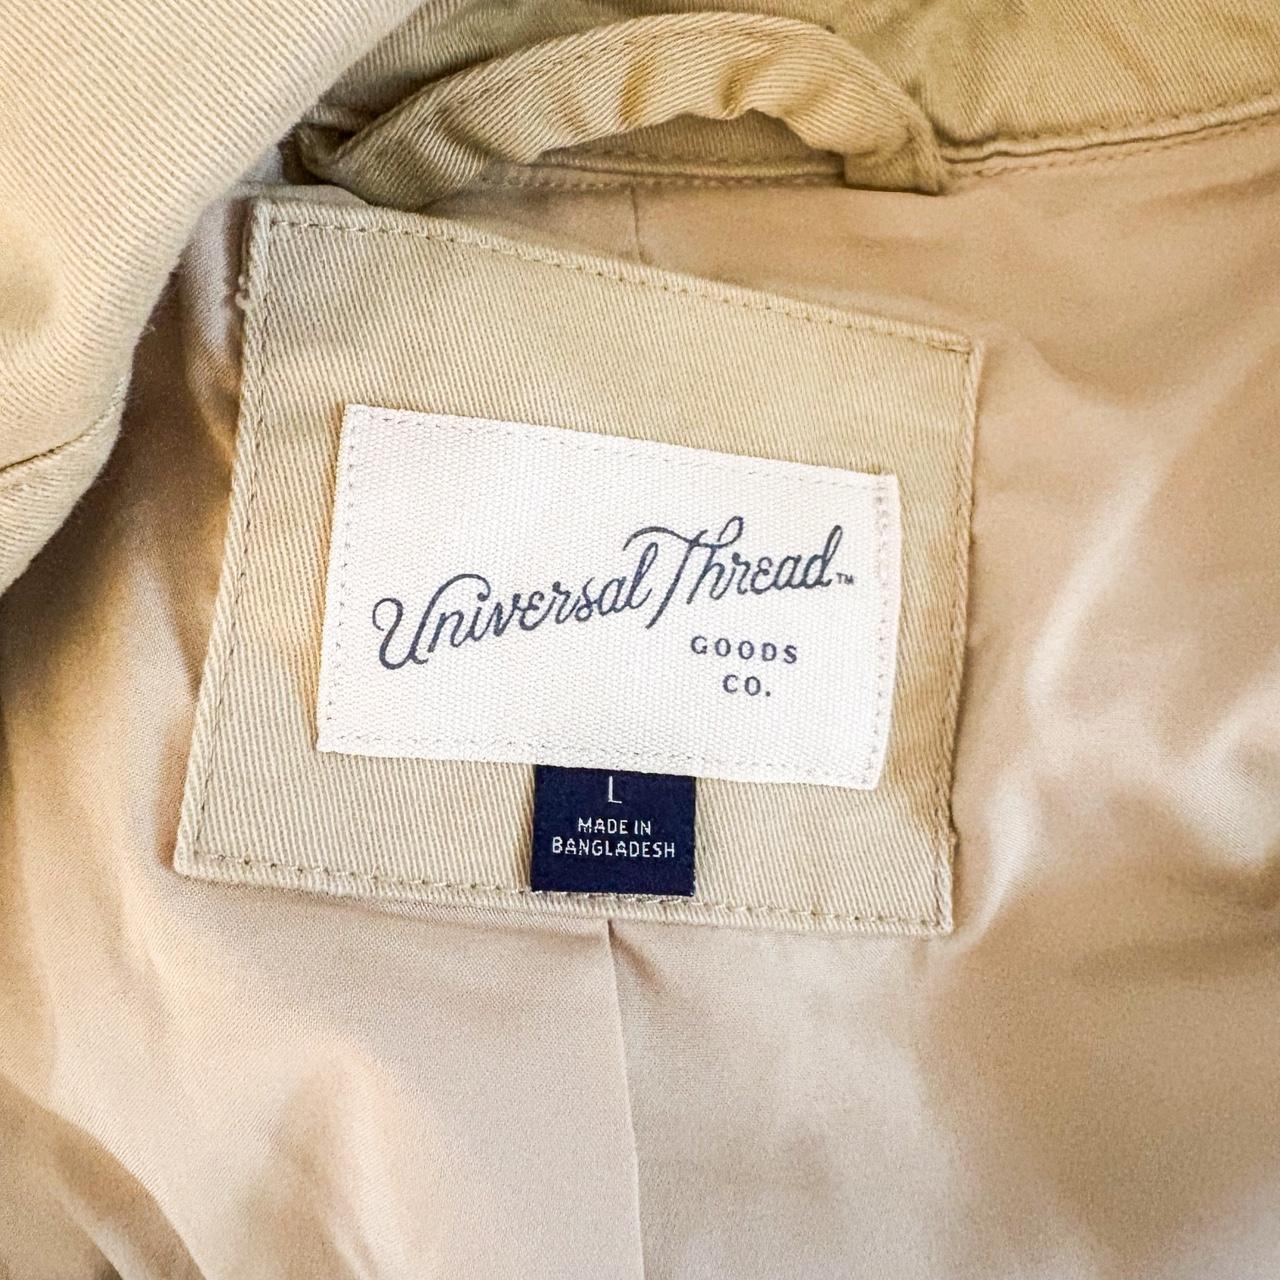 Universal Thread™
GOODS
CO.
L
MADE IN
BANGLADESH